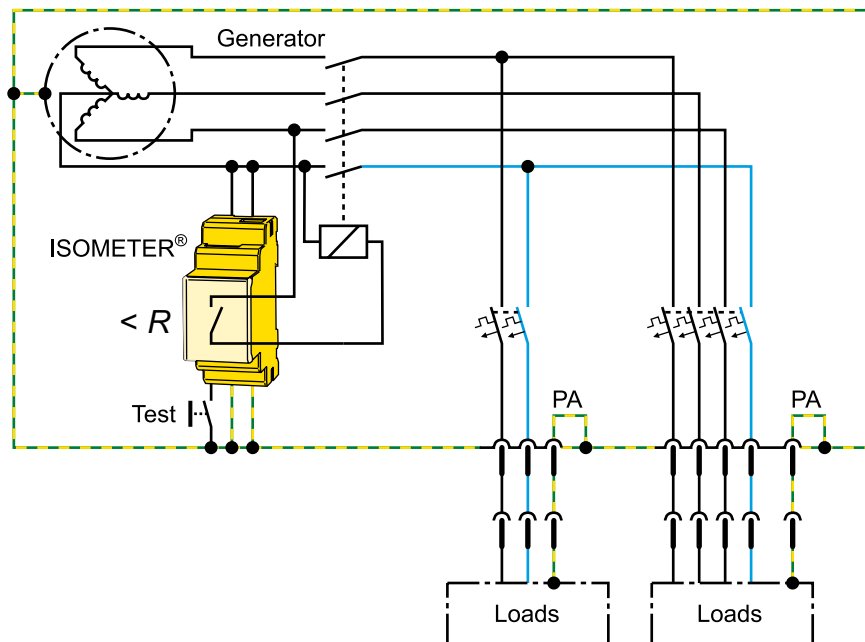 Generator
ISOMETER®
< R
Test
PA
PA
Loads
Loads